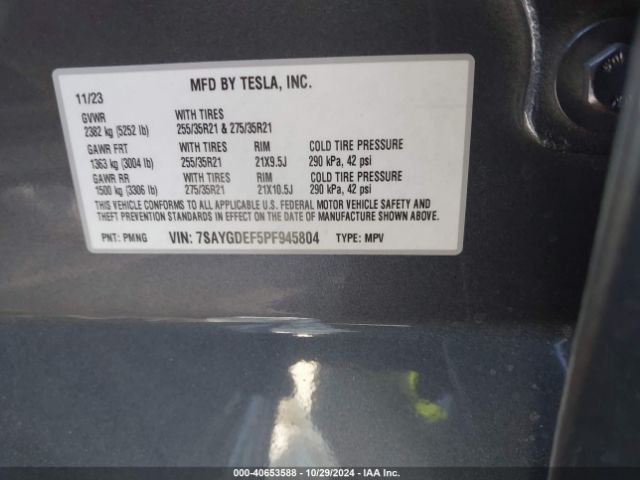 MFD BY TESLA, INC.
11/23
GVWR WITH TIRES
2382 kg (5252 lb) 255/35R21 & 275/35R21
GAWR FRT WITH TIRES RIM COLD TIRE PRESSURE
1363 kg (3004 lb) 255/35R21 21X9.5J 290 kPa, 42 psi
GAWR RR WITH TIRES RIM COLD TIRE PRESSURE
1500 kg (3306 lb) 275/35R21 21X10.5J 290 kPa, 42 psi
THIS VEHICLE CONFORMS TO ALL APPLICABLE U.S. FEDERAL MOTOR VEHICLE SAFETY AND
THEFT PREVENTION STANDARDS IN EFFECT ON THE DATE OF MANUFACTURE SHOWN ABOVE.
PNT: PMNG VIN: 7SAYGDEF5PF945804 TYPE: MPV
000-40653588 - 10/29/2024 - IAA Inc.